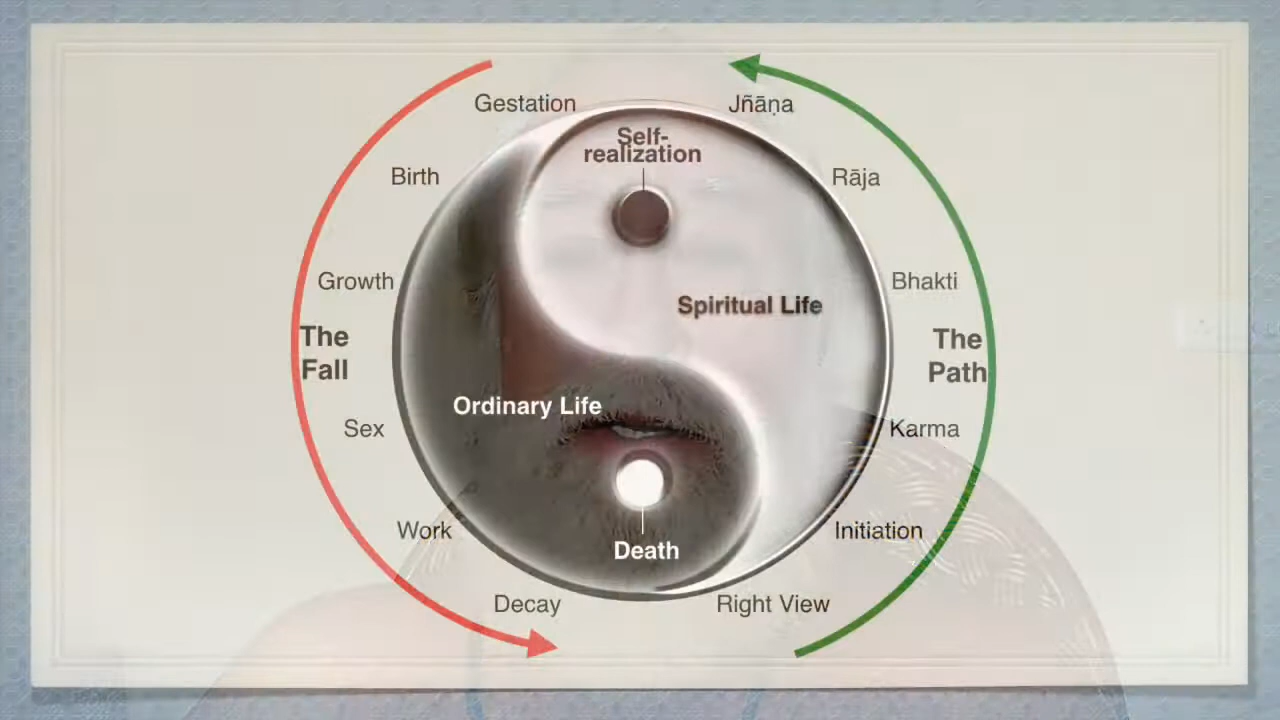 Gestation
Jñāṇa
Self-
realization
Birth
Rāja
Growth
Bhakti
Spiritual Life
The
Fall
The
Path
Ordinary Life
Sex
Karma
Work
Initiation
Death
Decay
Right View